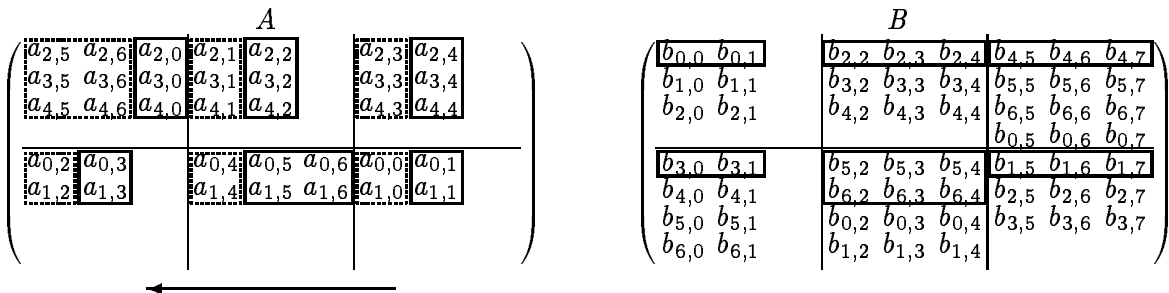 A B
a2,5 a2,6 a2,0 a2,1 a2,2 a2,3 a2,4 b0,0 b0,1 b2,2 b2,3 b2,4 b4,5 b4,6 b4,7
a3,5 a3,6 a3,0 a3,1 a3,2 a3,3 a3,4 b1,0 b1,1 b3,2 b3,3 b3,4 b5,5 b5,6 b5,7
a4,5 a4,6 a4,0 a4,1 a4,2 a4,3 a4,4 b2,0 b2,1 b4,2 b4,3 b4,4 b6,5 b6,6 b6,7
b0,5 b0,6 b0,7
a0,2 a0,3 a0,4 a0,5 a0,6 a0,0 a0,1 b3,0 b3,1 b5,2 b5,3 b5,4 b1,5 b1,6 b1,7
a1,2 a1,3 a1,4 a1,5 a1,6 a1,0 a1,1 b4,0 b4,1 b6,2 b6,3 b6,4 b2,5 b2,6 b2,7
b5,0 b5,1 b0,2 b0,3 b0,4 b3,5 b3,6 b3,7
b6,0 b6,1 b1,2 b1,3 b1,4